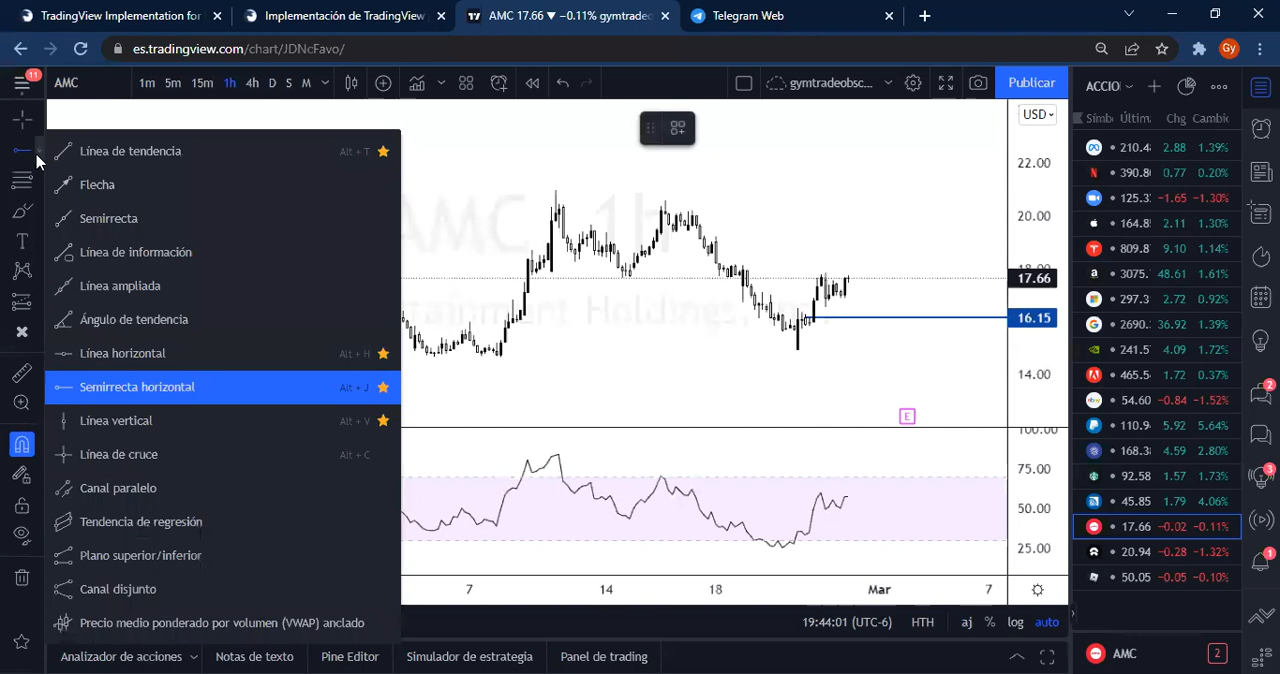 TradingView Implementation for
Implementación de TradingView
AMC 17.66 ▼ −0.11% gymtradeo
Telegram Web
es.tradingview.com/chart/JDNcFavo/
Gy
11
AMC
1m 5m 15m 1h 4h D S M
gymtradeobsc...
Publicar
ACCIO
Símb Última Chg Cambio
USD
Línea de tendencia Alt + T
Flecha
Semirrecta
Línea de información
Línea ampliada
Ángulo de tendencia
Línea horizontal Alt + H
Semirrecta horizontal Alt + J
Línea vertical Alt + V
Línea de cruce Alt + C
Canal paralelo
Tendencia de regresión
Plano superior/inferior
Canal disjunto
Precio medio ponderado por volumen (VWAP) anclado
AMC 1h
22.00
20.00
18.00
17.66
16.15
14.00
E
100.00
75.00
50.00
25.00
7 14 18 Mar 7
19:44:01 (UTC-6) HTH aj % log auto
Analizador de acciones Notas de texto Pine Editor Simulador de estrategia Panel de trading
210.4 2.88 1.39%
390.8 0.77 0.20%
125.3 −1.65 −1.30%
164.8 2.11 1.30%
809.8 9.10 1.14%
3075. 48.61 1.61%
297.3 2.72 0.92%
2690. 36.92 1.39%
241.5 4.09 1.72%
465.5 1.72 0.37%
54.60 −0.84 −1.52%
110.9 5.92 5.64%
168.3 4.59 2.80%
92.58 1.57 1.73%
45.85 1.79 4.06%
17.66 −0.02 −0.11%
20.94 −0.28 −1.32%
50.05 −0.05 −0.10%
AMC 2
2
3
1